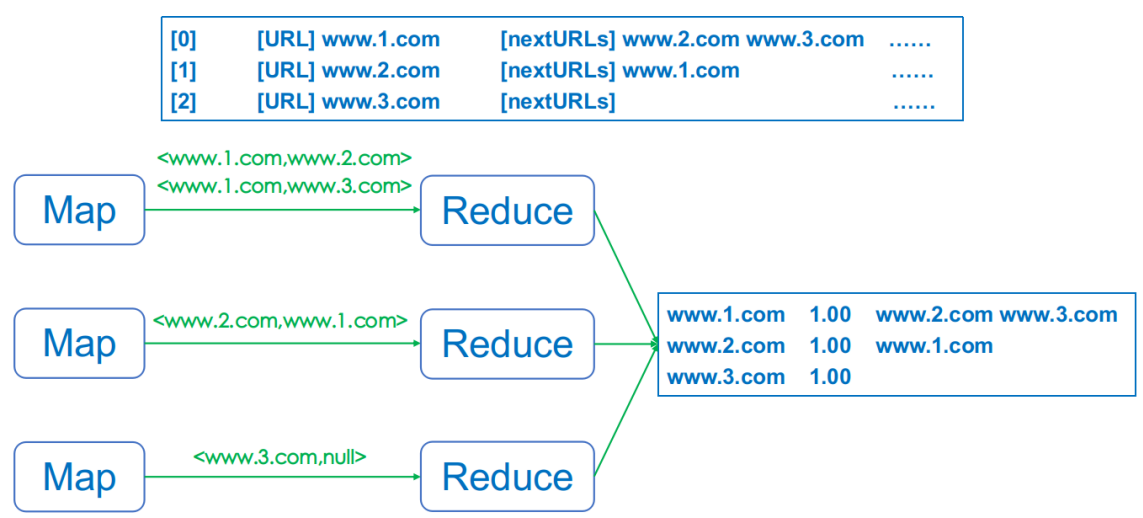 [0] [URL] www.1.com [nextURLs] www.2.com www.3.com ……
[1] [URL] www.2.com [nextURLs] www.1.com ……
[2] [URL] www.3.com [nextURLs] ……
<www.1.com,www.2.com>
<www.1.com,www.3.com>
Map
Reduce
<www.2.com,www.1.com>
Map
Reduce
www.1.com 1.00 www.2.com www.3.com
www.2.com 1.00 www.1.com
www.3.com 1.00
<www.3.com,null>
Map
Reduce